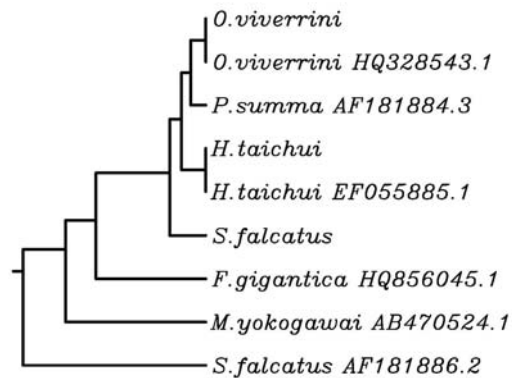 O.viverrini
O.viverrini HQ328543.1
P.summa AF181884.3
H.taichui
H.taichui EF055885.1
S.falcatus
F.gigantica HQ856045.1
M.yokogawai AB470524.1
S.falcatus AF181886.2